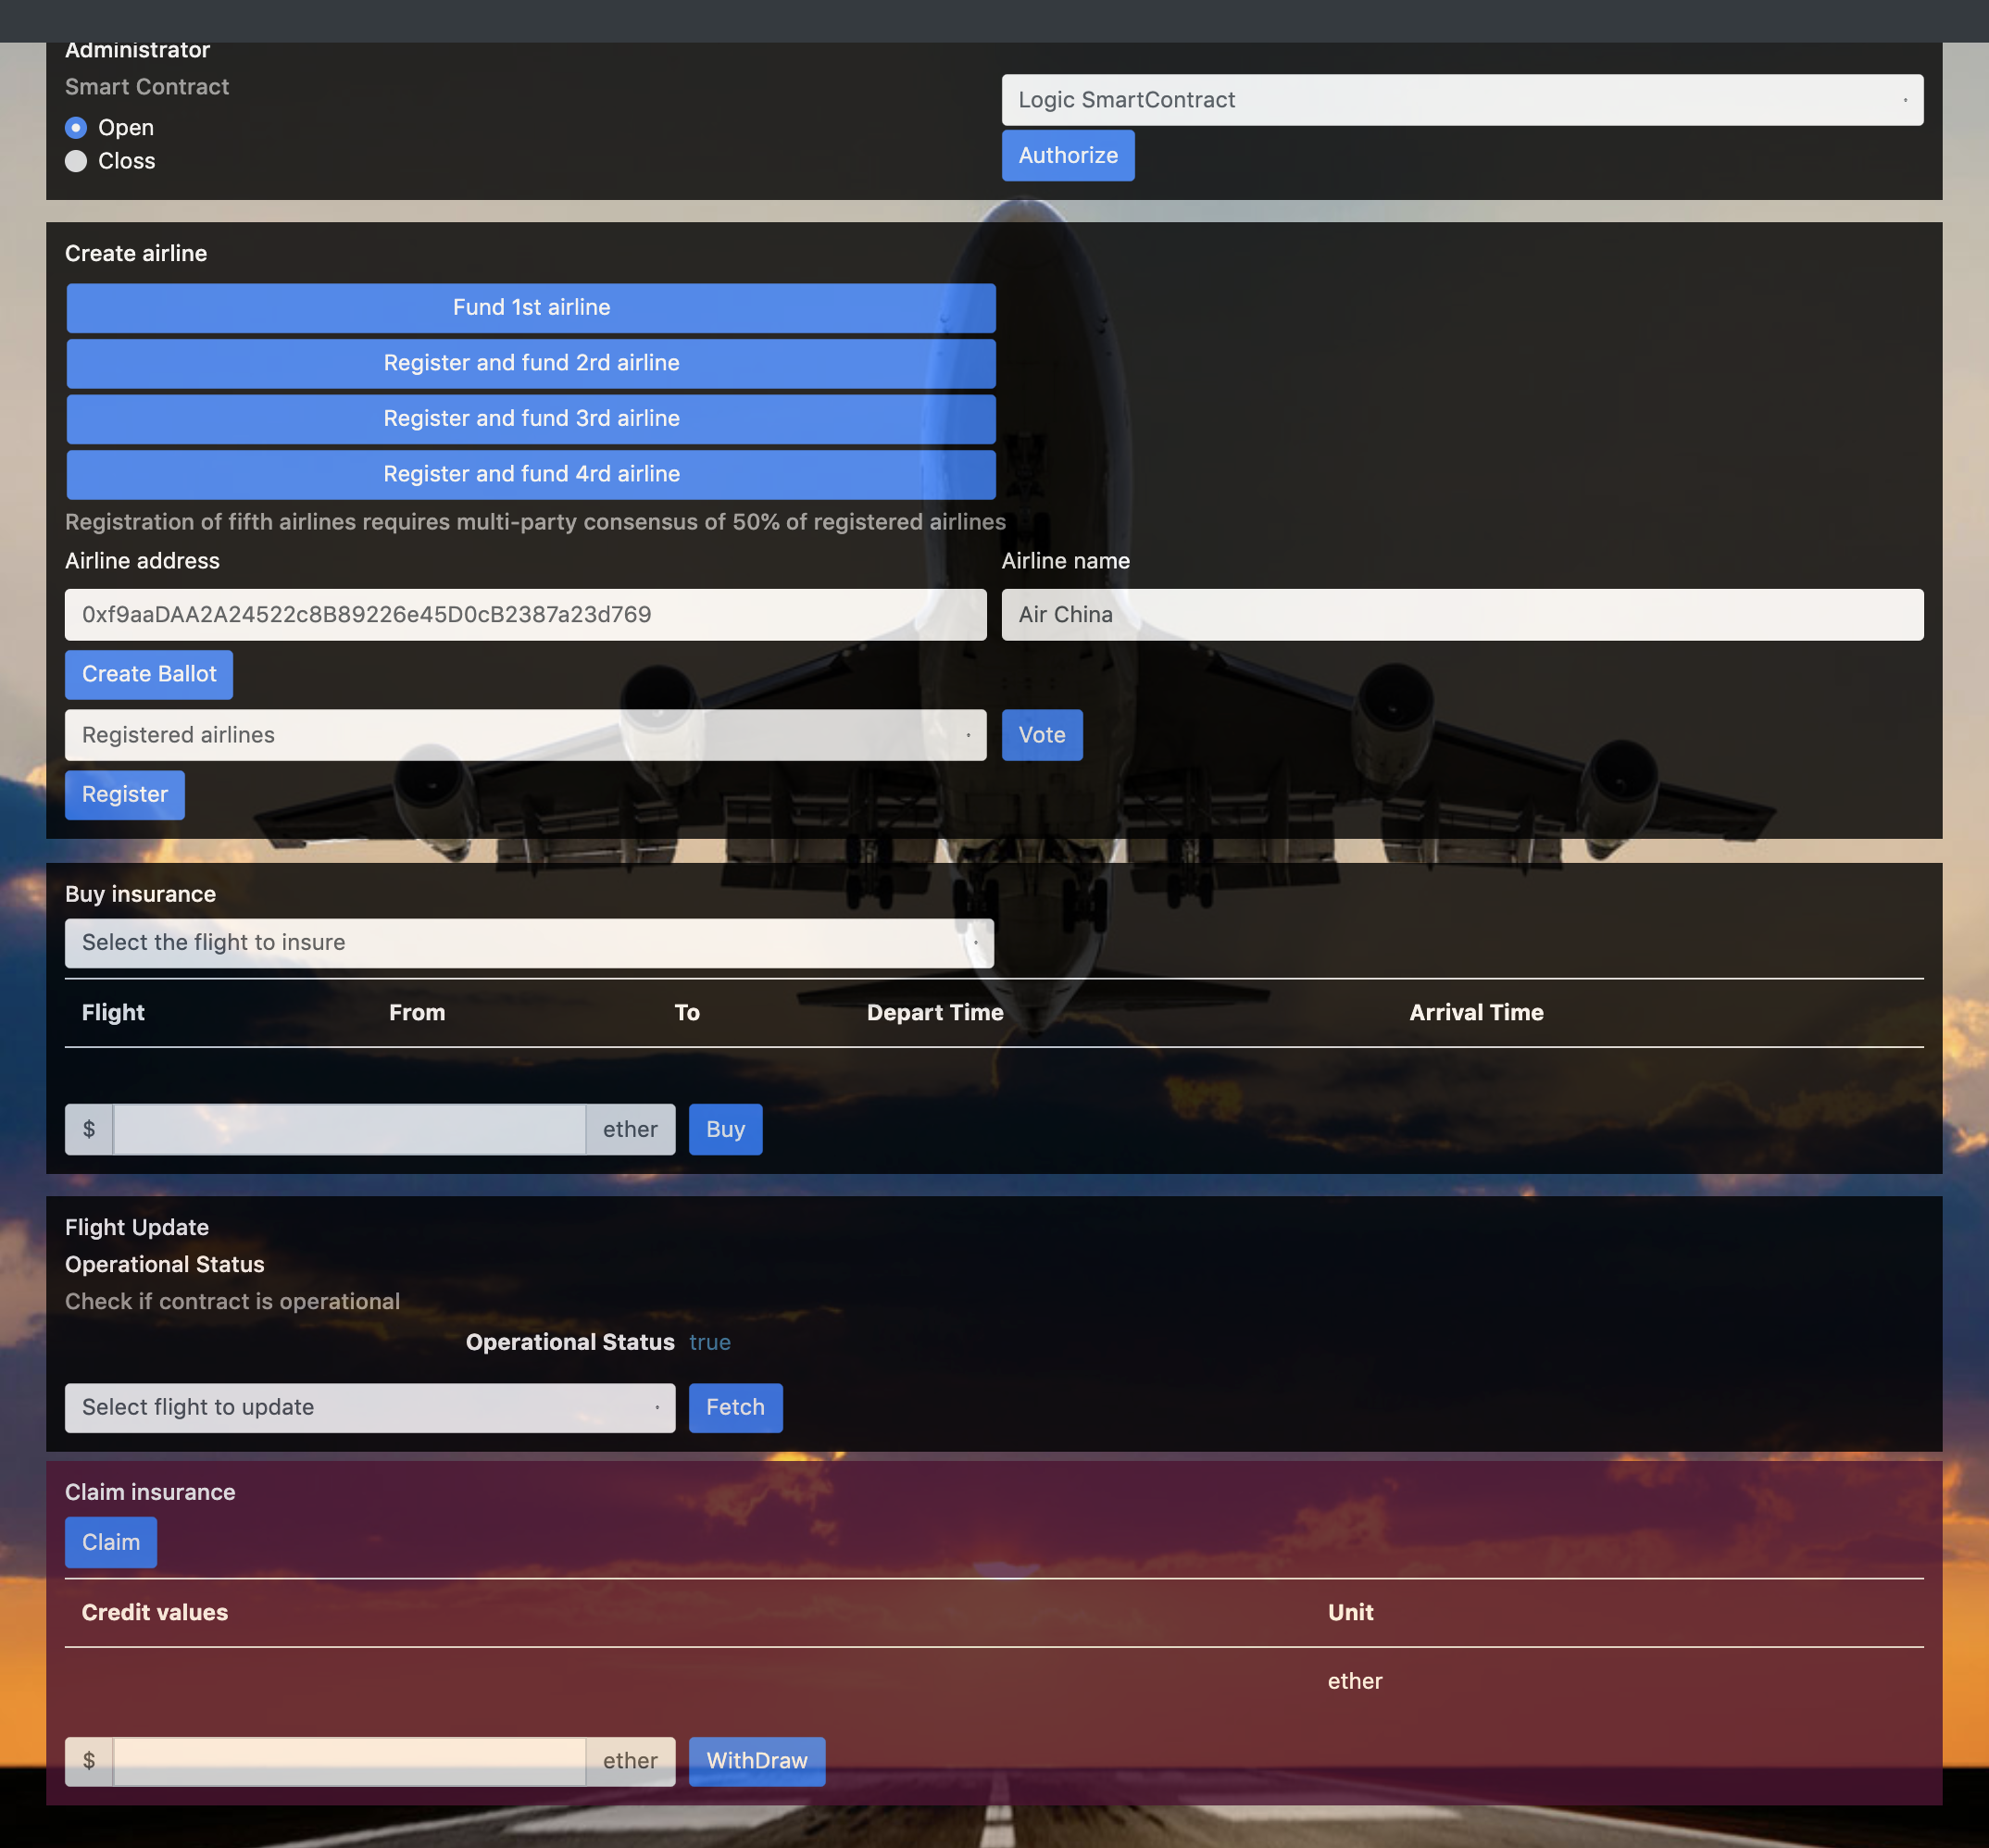 Administrator
Smart Contract
Logic SmartContract
Open
Closs
Authorize
Create airline
Fund 1st airline
Register and fund 2rd airline
Register and fund 3rd airline
Register and fund 4rd airline
Registration of fifth airlines requires multi-party consensus of 50% of registered airlines
Airline address Airline name
0xf9aaDAA2A24522c8B89226e45D0cB2387a23d769 Air China
Create Ballot
Registered airlines Vote
Register
Buy insurance
Select the flight to insure
Flight From To Depart Time Arrival Time
$ ether Buy
Flight Update
Operational Status
Check if contract is operational
Operational Status true
Select flight to update Fetch
Claim insurance
Claim
Credit values Unit
ether
$ ether WithDraw